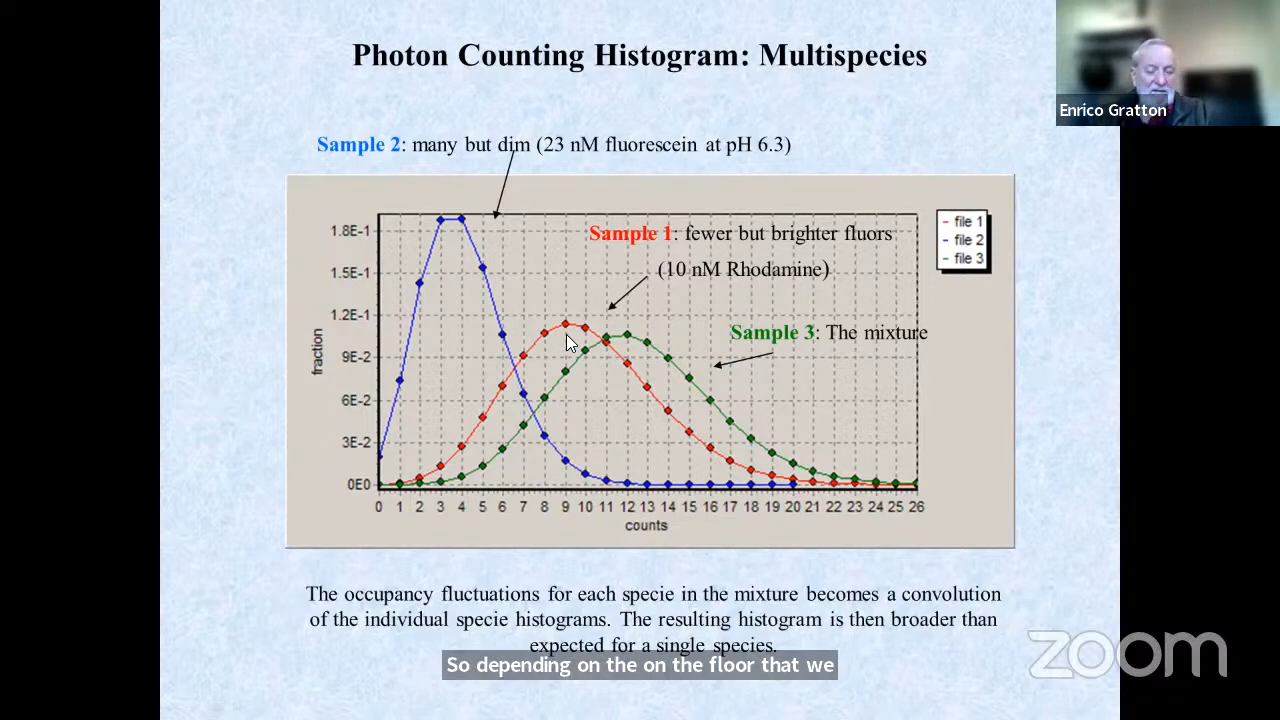 Photon Counting Histogram: Multispecies
Enrico Gratton
Sample 2: many but dim (23 nM fluorescein at pH 6.3)
Sample 1: fewer but brighter fluors
(10 nM Rhodamine)
Sample 3: The mixture
file 1
file 2
file 3
1.8E-1
1.5E-1
1.2E-1
9E-2
6E-2
3E-2
0E0
fraction
0 1 2 3 4 5 6 7 8 9 10 11 12 13 14 15 16 17 18 19 20 21 22 23 24 25 26
counts
The occupancy fluctuations for each specie in the mixture becomes a convolution
of the individual specie histograms. The resulting histogram is then broader than
expected for a single species.
So depending on the on the floor that we
zoom